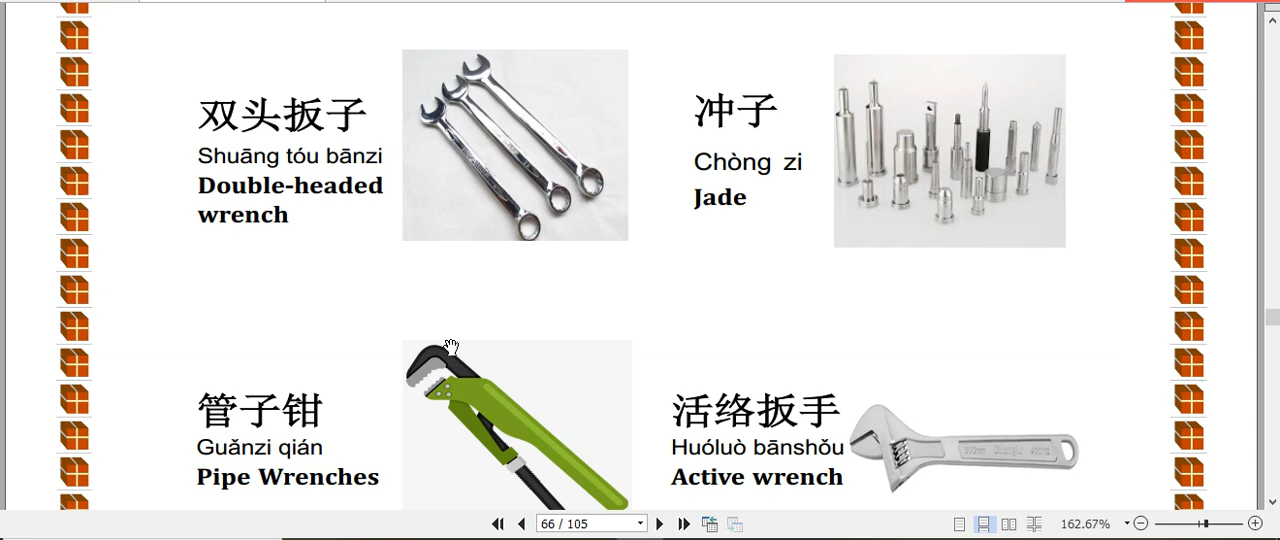 双头扳子
Shuāng tóu bānzi
Double-headed
wrench
冲子
Chòng zi
Jade
管子钳
Guǎnzi qián
Pipe Wrenches
活络扳手
Huóluò bānshǒu
Active wrench
66 / 105
162.67%